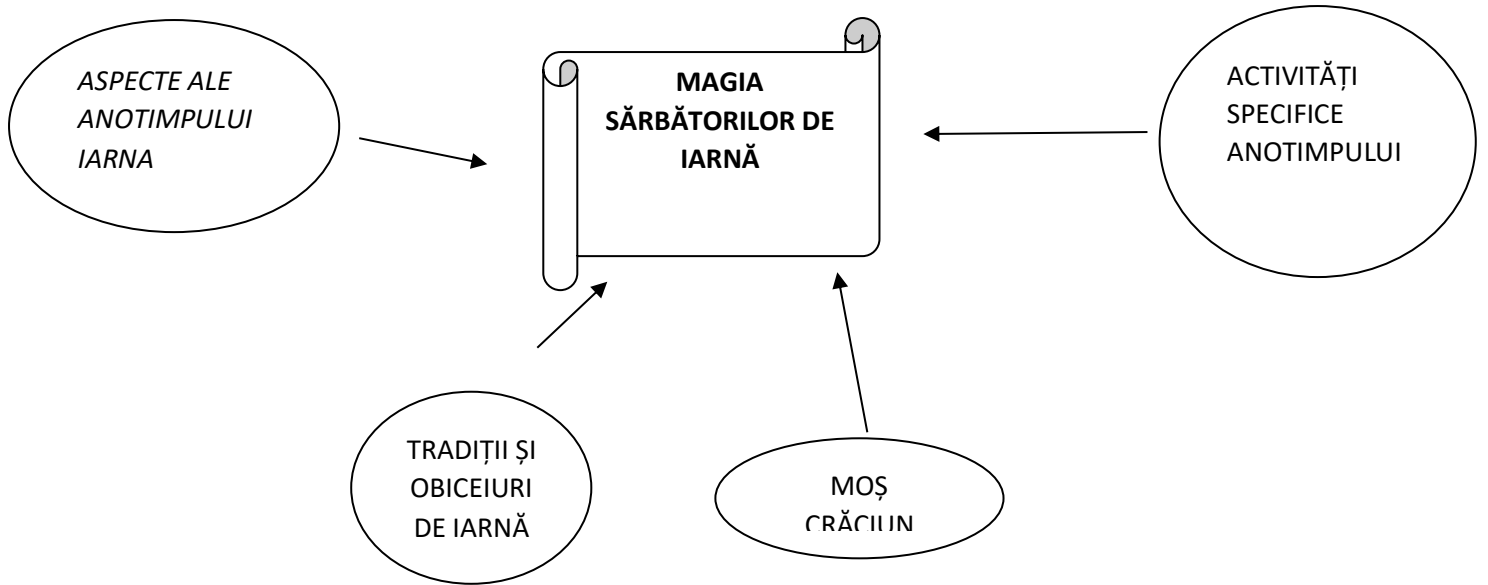 ASPECTE ALE
ANOTIMPULUI
IARNA
MAGIA
SĂRBĂTORILOR DE
IARNĂ
ACTIVITĂȚI
SPECIFICE
ANOTIMPULUI
TRADIȚII ȘI
OBICEIURI
DE IARNĂ
MOȘ
CRĂCIUN